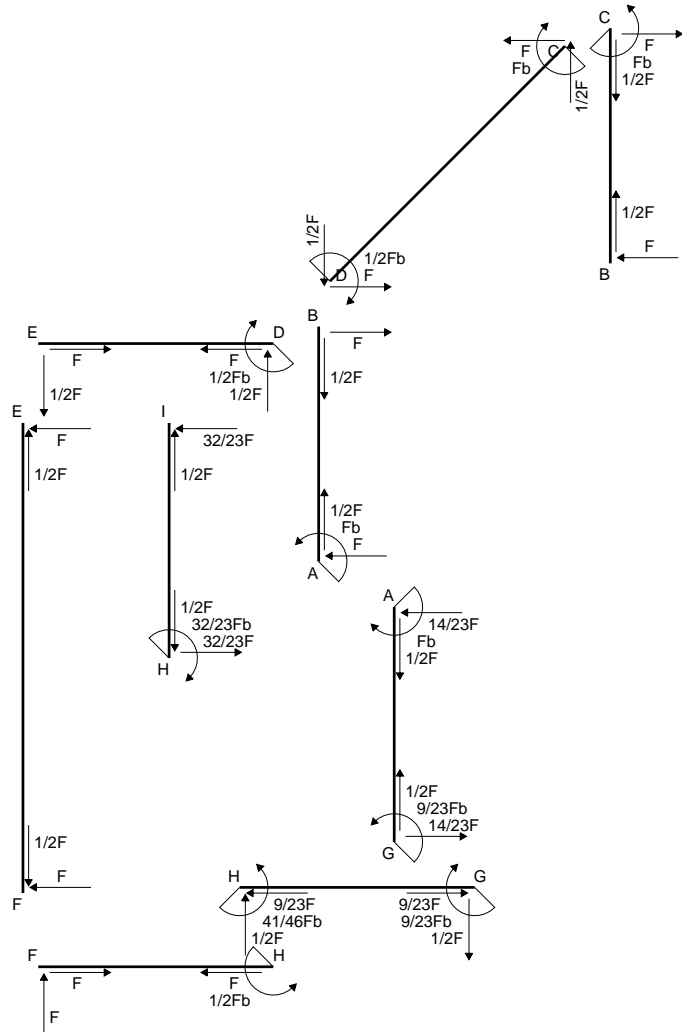 C
F
Fb
1/2F
C
F
Fb
1/2F
1/2F
F
B
1/2F
1/2Fb
D
F
E
D
F
F
1/2Fb
1/2F
1/2F
B
F
1/2F
1/2F
Fb
F
A
E
F
1/2F
1/2F
F
F
I
32/23F
1/2F
1/2F
32/23Fb
32/23F
H
A
14/23F
Fb
1/2F
1/2F
9/23Fb
14/23F
G
H
G
9/23F
9/23F
41/46Fb
9/23Fb
1/2F
1/2F
F
H
F
F
1/2Fb
F